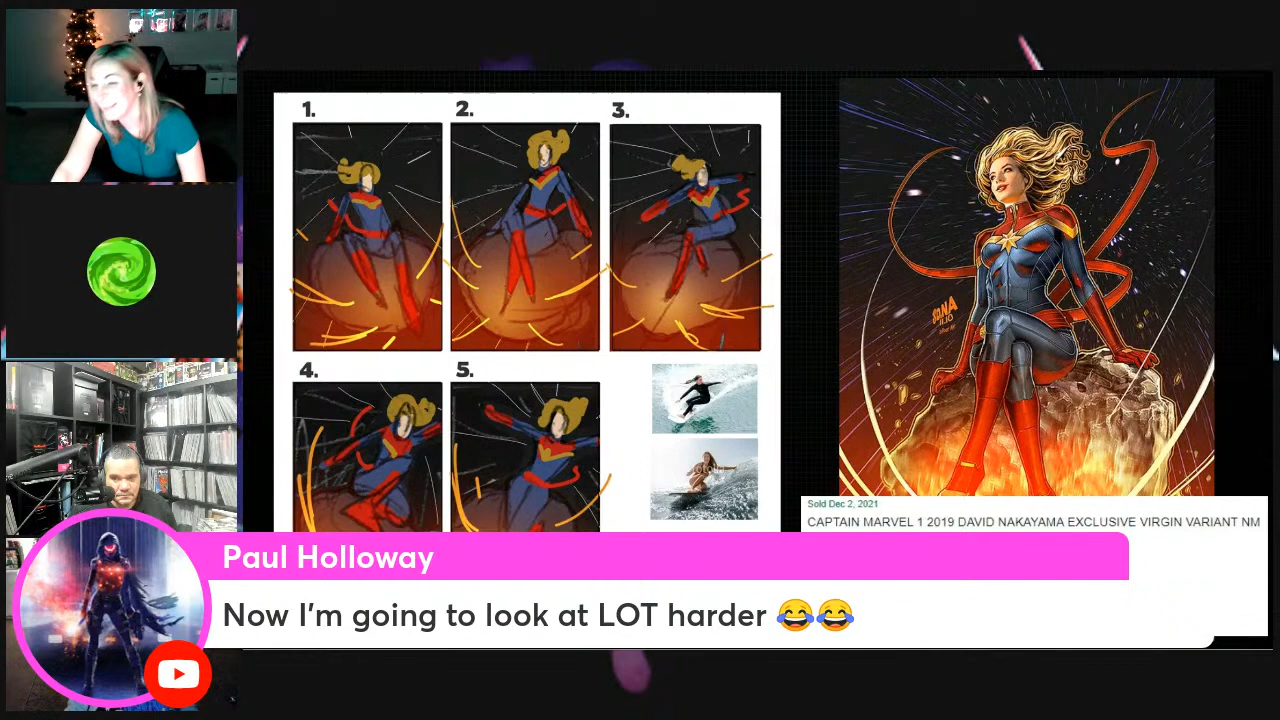 1.
2.
3.
4.
5.
Sold Dec 2, 2021
CAPTAIN MARVEL 1 2019 DAVID NAKAYAMA EXCLUSIVE VIRGIN VARIANT NM
Paul Holloway
Now I'm going to look at LOT harder 😂😂